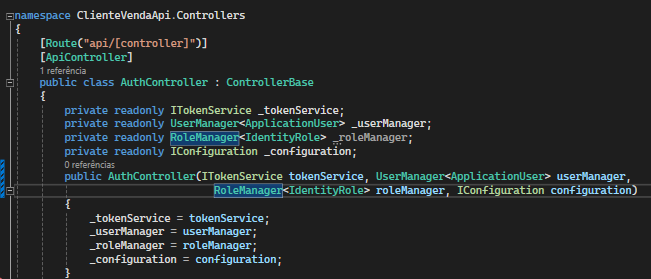 namespace ClienteVendaApi.Controllers
{
[Route("api/[controller]")]
[ApiController]
1 referência
public class AuthController : ControllerBase
{
private readonly ITokenService _tokenService;
private readonly UserManager<ApplicationUser> _userManager;
private readonly RoleManager<IdentityRole> _roleManager;
private readonly IConfiguration _configuration;
0 referências
public AuthController(ITokenService tokenService, UserManager<ApplicationUser> userManager,
RoleManager<IdentityRole> roleManager, IConfiguration configuration)
{
_tokenService = tokenService;
_userManager = userManager;
_roleManager = roleManager;
_configuration = configuration;
}